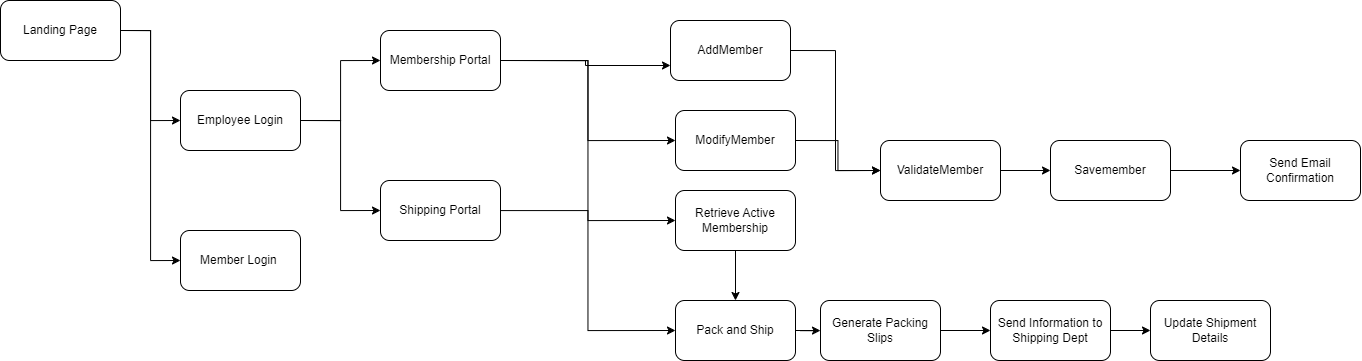 Landing Page
Employee Login
Member Login
Membership Portal
Shipping Portal
AddMember
ModifyMember
Retrieve Active
Membership
Pack and Ship
ValidateMember
Savemember
Send Email
Confirmation
Generate Packing
Slips
Send Information to
Shipping Dept
Update Shipment
Details